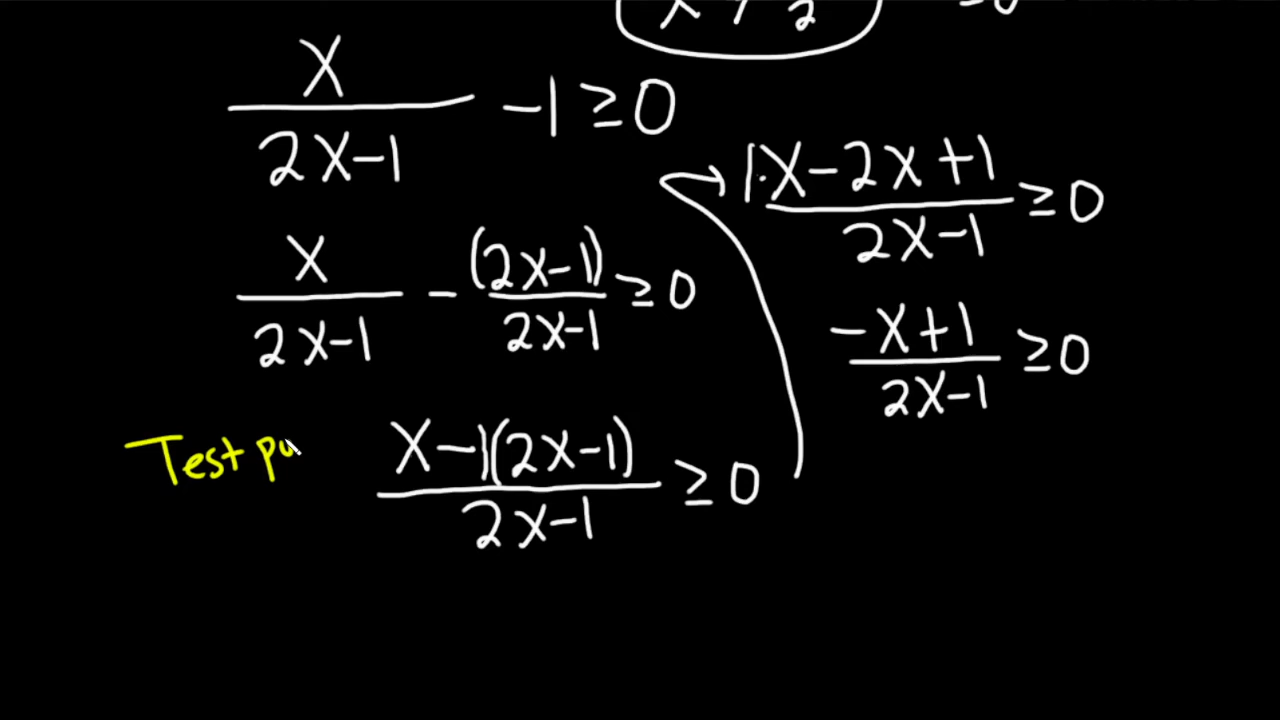 x/(2x-1) -1 ≥ 0
x/(2x-1) - (2x-1)/(2x-1) ≥ 0
Test
(x-1(2x-1))/(2x-1) ≥ 0
(1·x-2x+1)/(2x-1) ≥ 0
(-x+1)/(2x-1) ≥ 0